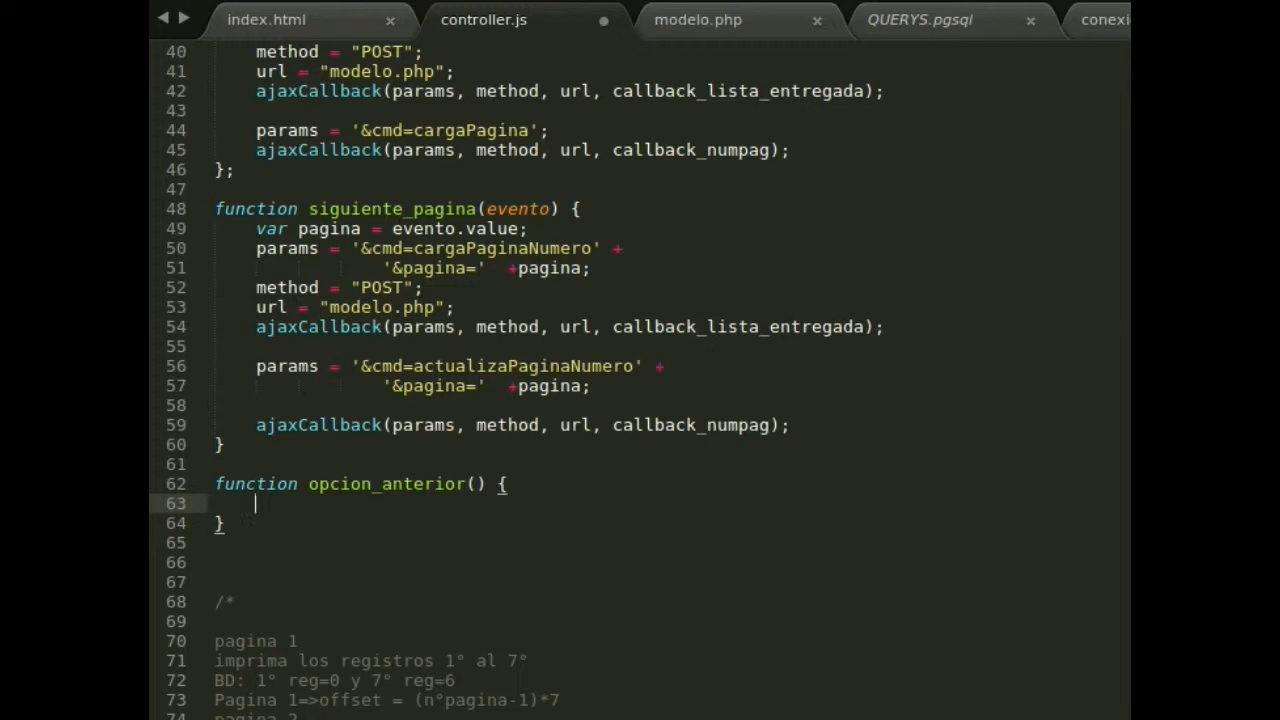 index.html × controller.js modelo.php × QUERYS.pgsql × conexi
40 method = "POST";
41 url = "modelo.php";
42 ajaxCallback(params, method, url, callback_lista_entregada);
43
44 params = '&cmd=cargaPagina';
45 ajaxCallback(params, method, url, callback_numpag);
46 };
47
48 function siguiente_pagina(evento) {
49 var pagina = evento.value;
50 params = '&cmd=cargaPaginaNumero' +
51 '&pagina=' +pagina;
52 method = "POST";
53 url = "modelo.php";
54 ajaxCallback(params, method, url, callback_lista_entregada);
55
56 params = '&cmd=actualizaPaginaNumero' +
57 '&pagina=' +pagina;
58
59 ajaxCallback(params, method, url, callback_numpag);
60 }
61
62 function opcion_anterior() {
63
64 }
65
66
67
68 /*
69
70 pagina 1
71 imprima los registros 1° al 7°
72 BD: 1° reg=0 y 7° reg=6
73 Pagina 1=>offset = (n°pagina-1)*7
74 pagina 2